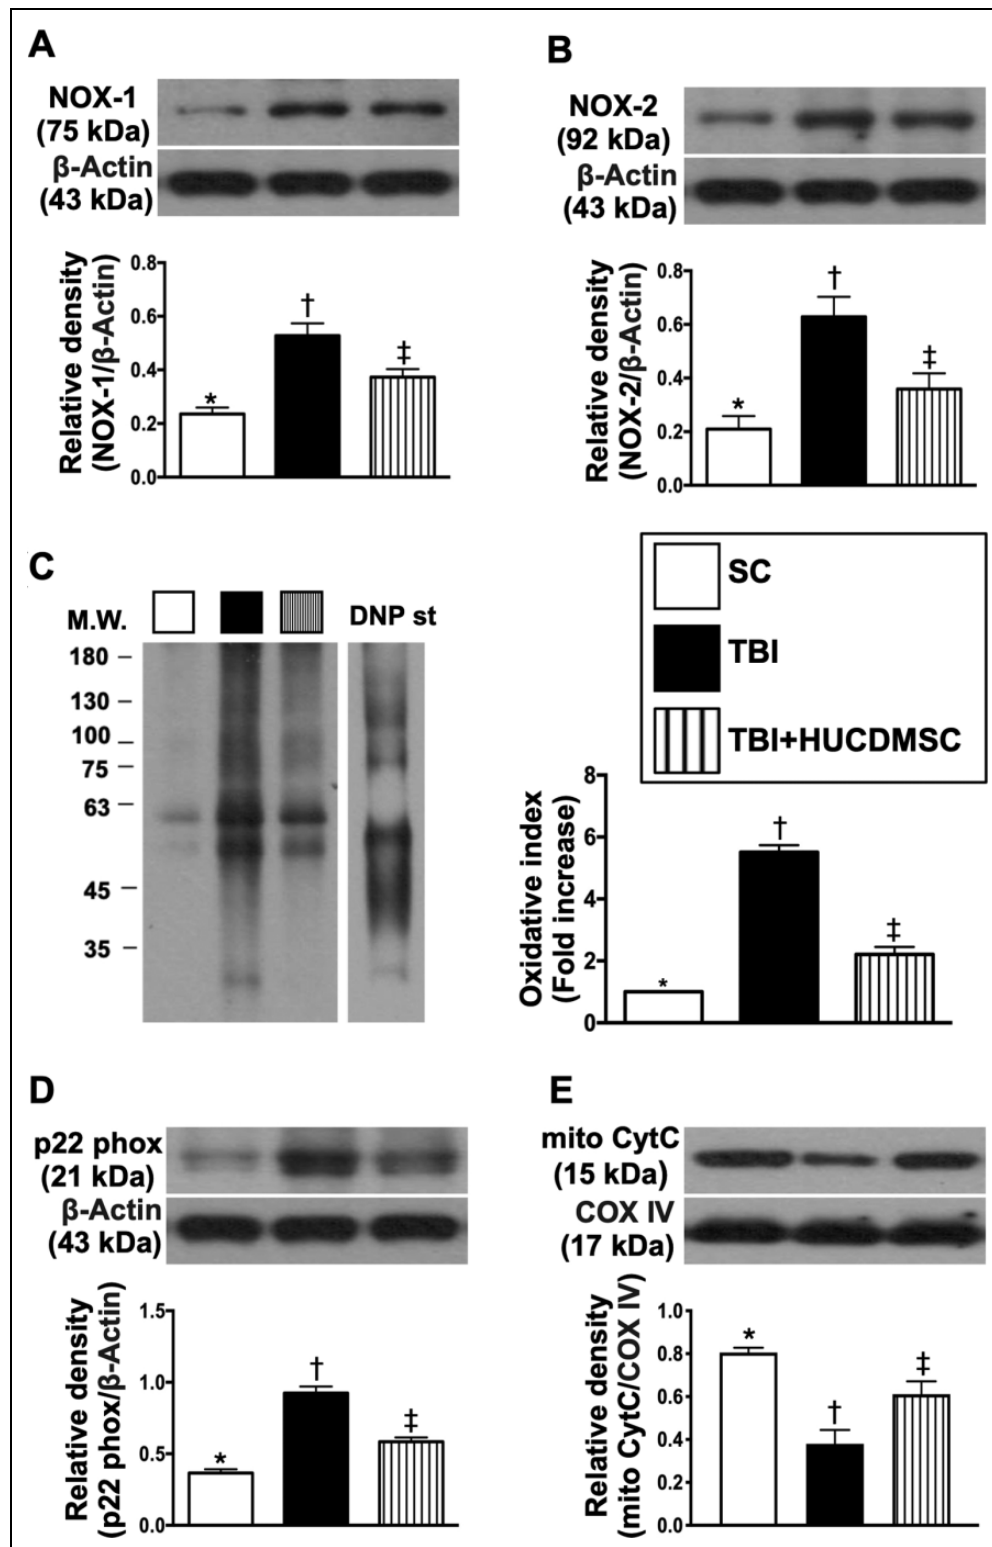 A
NOX-1
(75 kDa)
β-Actin
(43 kDa)
Relative density
(NOX-1/β-Actin)
0.8
0.6
0.4
0.2
0.0
*
†
‡
B
NOX-2
(92 kDa)
β-Actin
(43 kDa)
Relative density
(NOX-2/β-Actin)
0.8
0.6
0.4
0.2
0.0
*
†
‡
C
M.W.
DNP st
180
130
100
75
63
45
35
SC
TBI
TBI+HUCDMSC
Oxidative index
(Fold increase)
8
6
4
2
0
*
†
‡
D
p22 phox
(21 kDa)
β-Actin
(43 kDa)
Relative density
(p22 phox/β-Actin)
1.5
1.0
0.5
0.0
*
†
‡
E
mito CytC
(15 kDa)
COX IV
(17 kDa)
Relative density
(mito CytC/COX IV)
1.0
0.8
0.6
0.4
0.2
0.0
*
†
‡